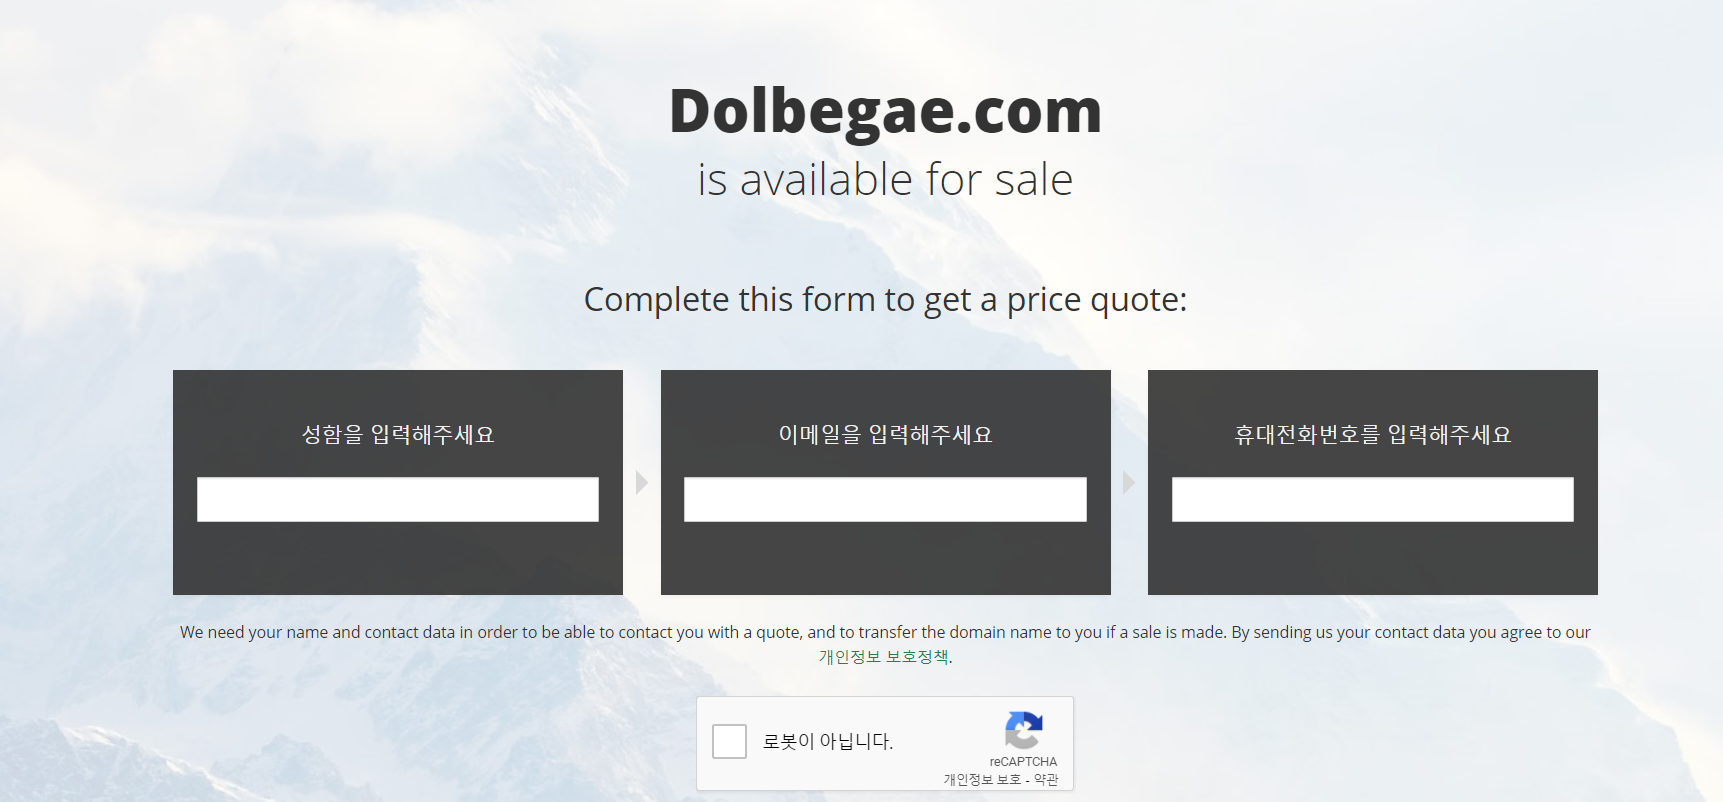 Dolbegae.com
is available for sale
Complete this form to get a price quote:
성함을 입력해주세요
이메일을 입력해주세요
휴대전화번호를 입력해주세요
We need your name and contact data in order to be able to contact you with a quote, and to transfer the domain name to you if a sale is made. By sending us your contact data you agree to our
개인정보 보호정책.
로봇이 아닙니다.
reCAPTCHA
개인정보 보호 - 약관